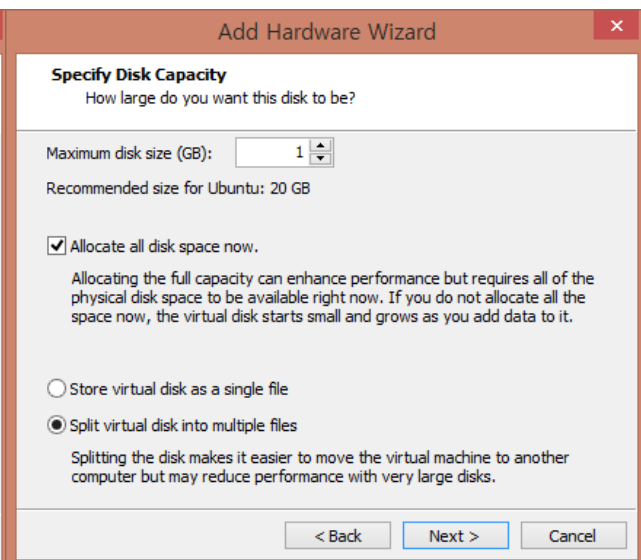 Add Hardware Wizard
Specify Disk Capacity
How large do you want this disk to be?
Maximum disk size (GB): 1
Recommended size for Ubuntu: 20 GB
Allocate all disk space now.
Allocating the full capacity can enhance performance but requires all of the
physical disk space to be available right now. If you do not allocate all the
space now, the virtual disk starts small and grows as you add data to it.
Store virtual disk as a single file
Split virtual disk into multiple files
Splitting the disk makes it easier to move the virtual machine to another
computer but may reduce performance with very large disks.
< Back Next > Cancel